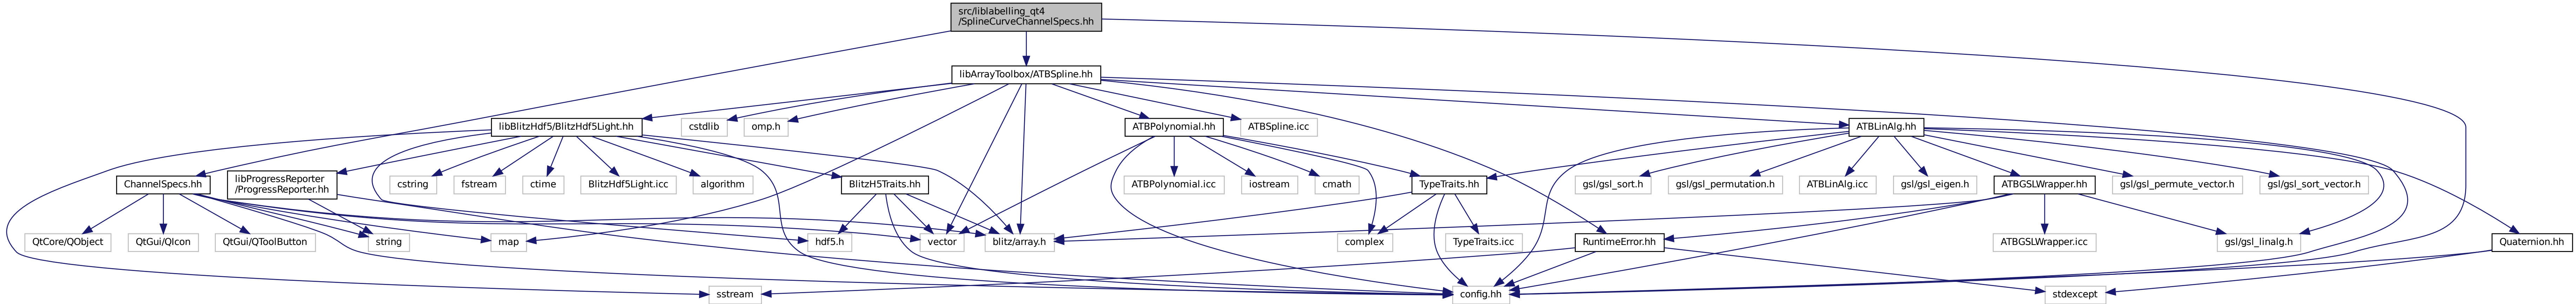 src/liblabelling_qt4
/SplineCurveChannelSpecs.hh
libArrayToolbox/ATBSpline.hh
libBlitzHdf5/BlitzHdf5Light.hh
cstdlib
omp.h
ATBPolynomial.hh
ATBSpline.icc
ATBLinAlg.hh
ChannelSpecs.hh
libProgressReporter
/ProgressReporter.hh
cstring
fstream
ctime
BlitzHdf5Light.icc
algorithm
BlitzH5Traits.hh
ATBPolynomial.icc
iostream
cmath
TypeTraits.hh
gsl/gsl_sort.h
gsl/gsl_permutation.h
ATBLinAlg.icc
gsl/gsl_eigen.h
ATBGSLWrapper.hh
gsl/gsl_permute_vector.h
gsl/gsl_sort_vector.h
QtCore/QObject
QtGui/QIcon
QtGui/QToolButton
string
map
hdf5.h
vector
blitz/array.h
complex
TypeTraits.icc
RuntimeError.hh
ATBGSLWrapper.icc
gsl/gsl_linalg.h
Quaternion.hh
sstream
config.hh
stdexcept